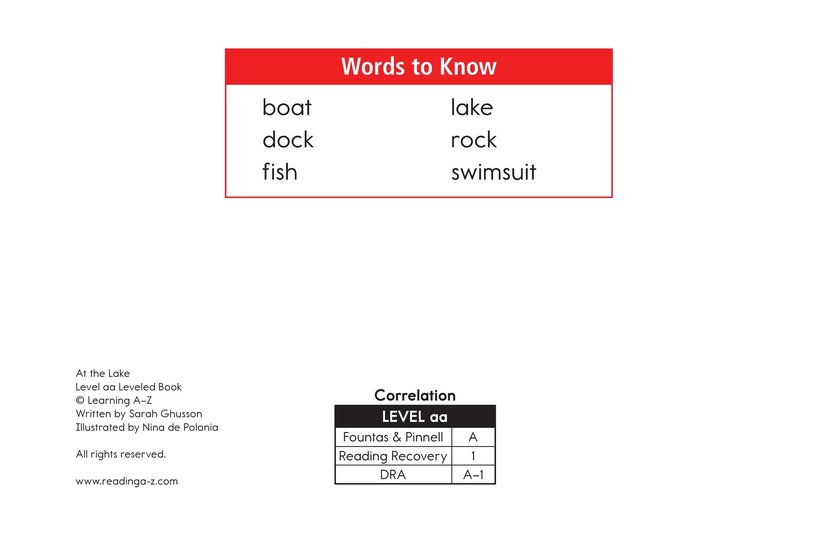 Words to Know
boat lake
dock rock
fish swimsuit
At the Lake
Level aa Leveled Book
© Learning A–Z
Written by Sarah Ghusson
Illustrated by Nina de Polonia
All rights reserved.
www.readinga-z.com
Correlation
LEVEL aa
Fountas & Pinnell A
Reading Recovery 1
DRA A–1